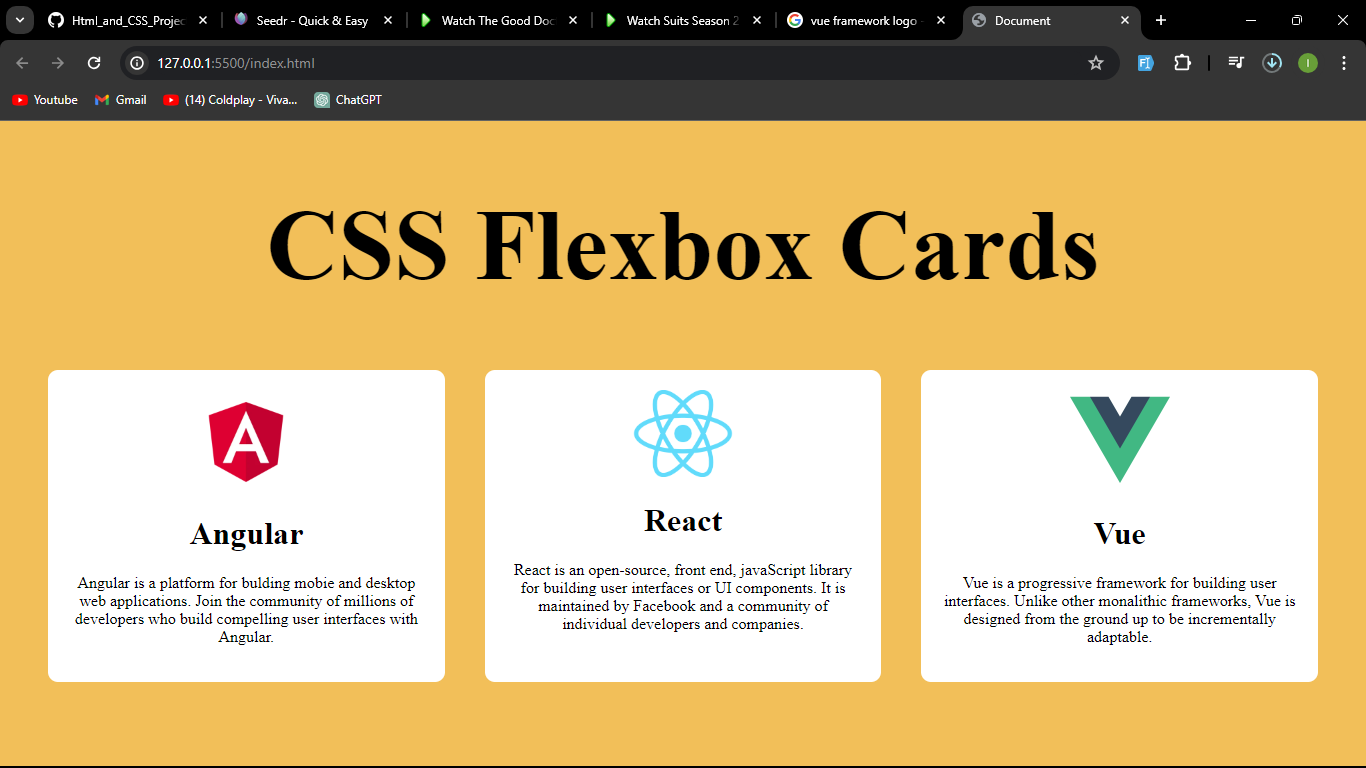 Html_and_CSS_Projec
Seedr - Quick & Easy
Watch The Good Doc
Watch Suits Season 2
vue framework logo -
Document
127.0.0.1:5500/index.html
FI
I
Youtube
Gmail
(14) Coldplay - Viva...
ChatGPT
CSS Flexbox Cards
A
Angular
Angular is a platform for bulding mobie and desktop
web applications. Join the community of millions of
developers who build compelling user interfaces with
Angular.
React
React is an open-source, front end, javaScript library
for building user interfaces or UI components. It is
maintained by Facebook and a community of
individual developers and companies.
Vue
Vue is a progressive framework for building user
interfaces. Unlike other monalithic frameworks, Vue is
designed from the ground up to be incrementally
adaptable.